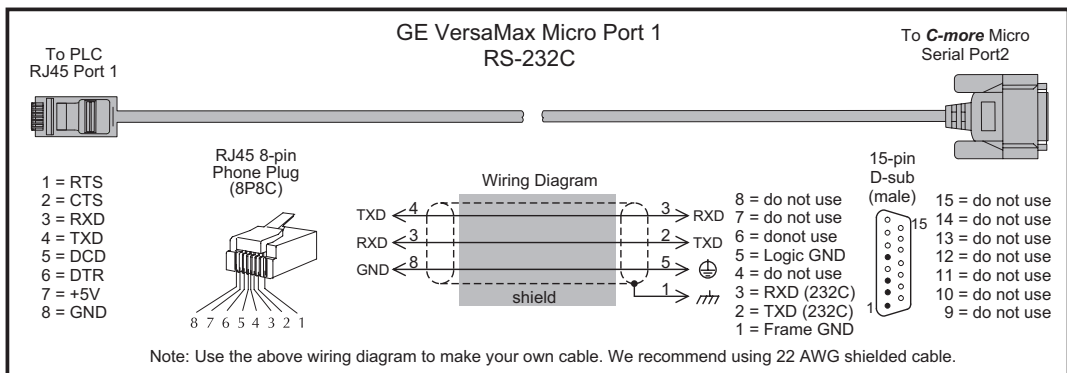 GE VersaMax Micro Port 1
RS-232C
To PLC
RJ45 Port 1
To C-more Micro
Serial Port2
1 = RTS
2 = CTS
3 = RXD
4 = TXD
5 = DCD
6 = DTR
7 = +5V
8 = GND
RJ45 8-pin
Phone Plug
(8P8C)
8 7 6 5 4 3 2 1
Wiring Diagram
TXD 4 3 RXD
RXD 3 2 TXD
GND 8 5
1
shield
8 = do not use
7 = do not use
6 = donot use
5 = Logic GND
4 = do not use
3 = RXD (232C)
2 = TXD (232C)
1 = Frame GND
15-pin
D-sub
(male)
15
1
15 = do not use
14 = do not use
13 = do not use
12 = do not use
11 = do not use
10 = do not use
9 = do not use
Note: Use the above wiring diagram to make your own cable. We recommend using 22 AWG shielded cable.